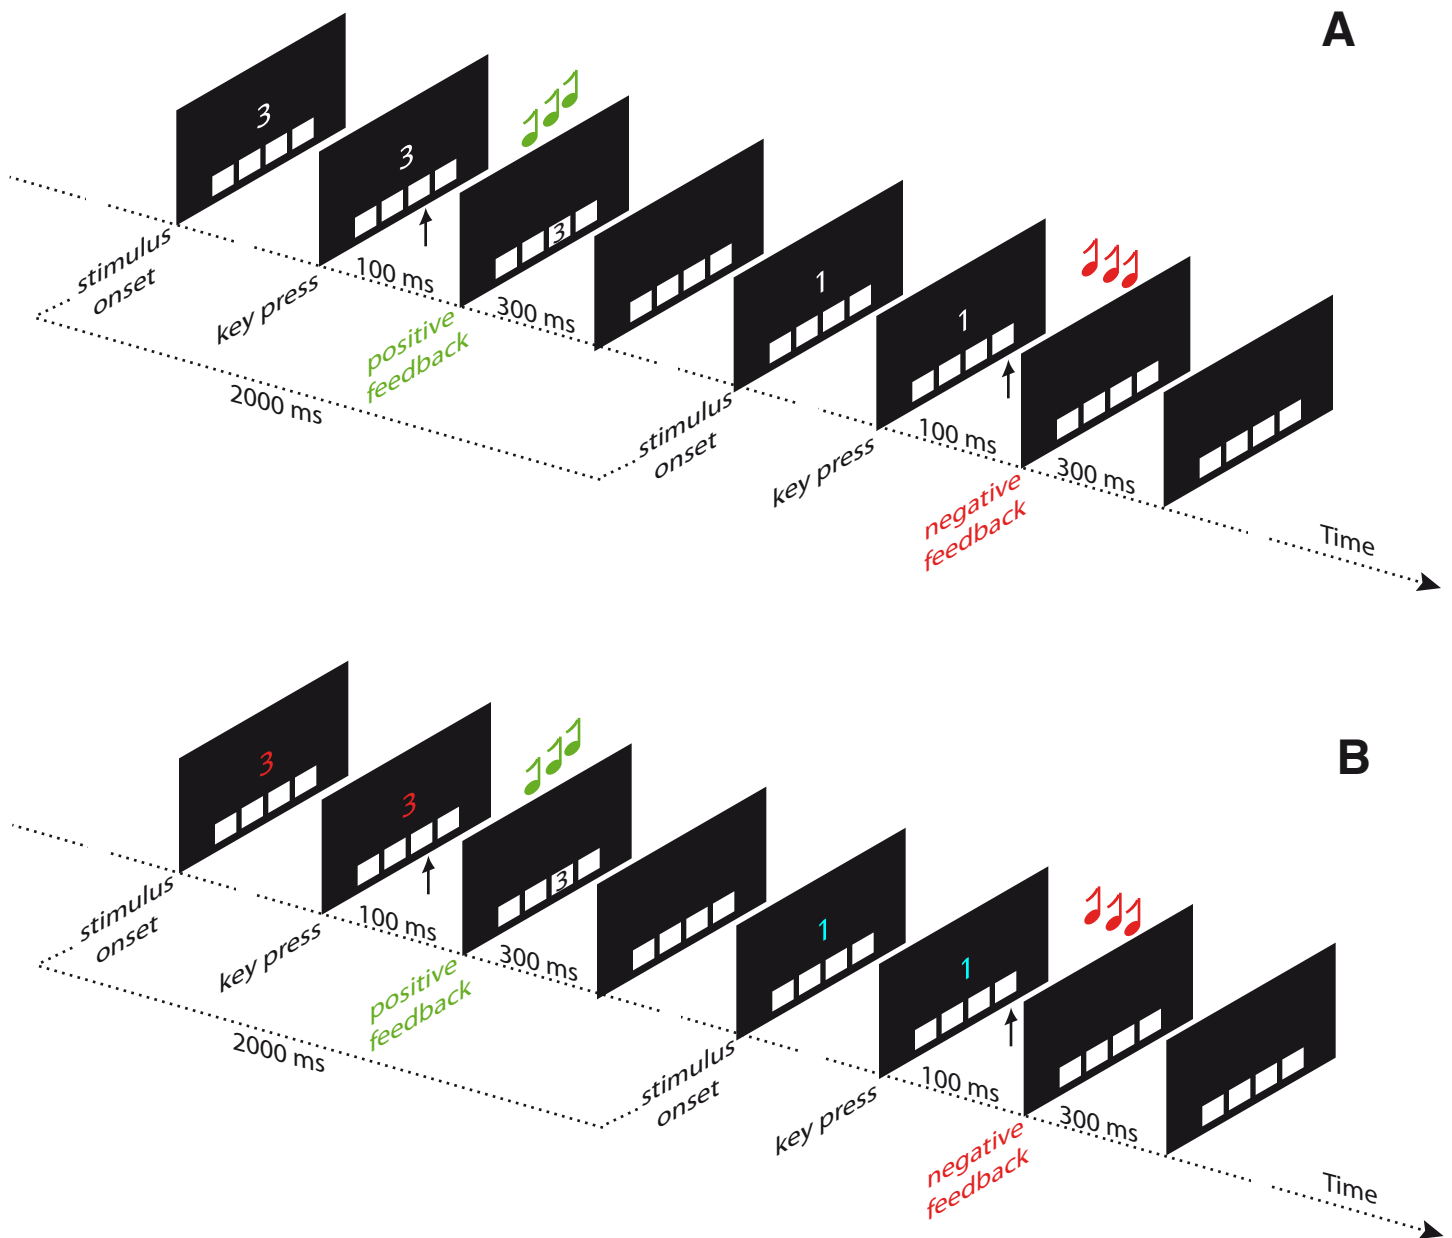 A
3
3
3
1
1
stimulus
onset
key press
100 ms
positive
feedback
300 ms
2000 ms
stimulus
onset
key press
100 ms
negative
feedback
300 ms
Time
B
3
3
3
1
1
stimulus
onset
key press
100 ms
positive
feedback
300 ms
2000 ms
stimulus
onset
key press
100 ms
negative
feedback
300 ms
Time